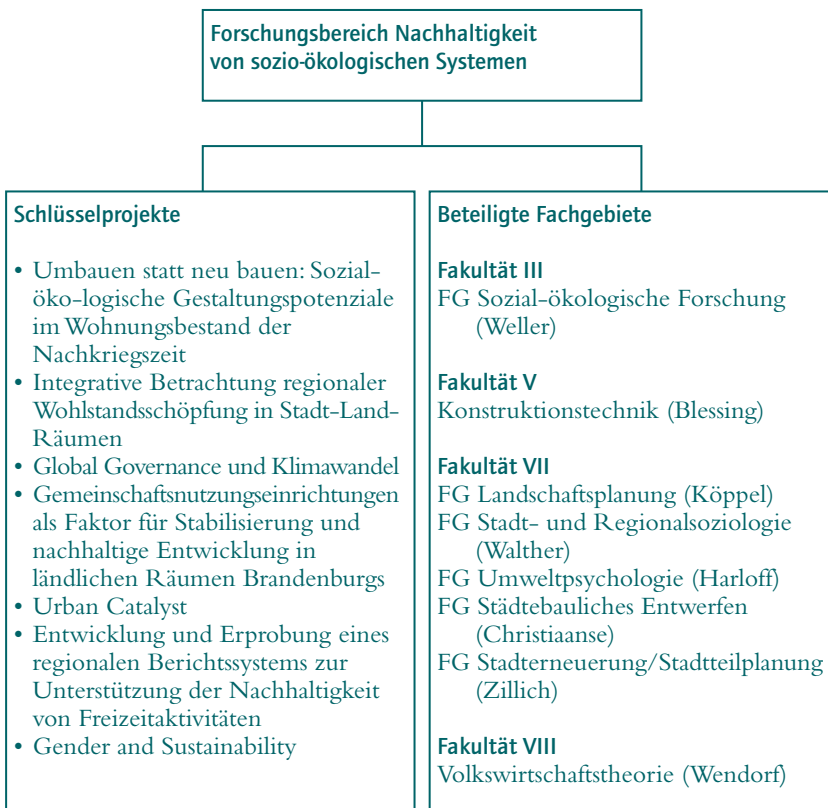 Forschungsbereich Nachhaltigkeit
von sozio-ökologischen Systemen
Schlüsselprojekte
• Umbauen statt neu bauen: Sozial-
öko-logische Gestaltungspotenziale
im Wohnungsbestand der
Nachkriegszeit
• Integrative Betrachtung regionaler
Wohlstandsschöpfung in Stadt-Land-
Räumen
• Global Governance und Klimawandel
• Gemeinschaftsnutzungseinrichtungen
als Faktor für Stabilisierung und
nachhaltige Entwicklung in
ländlichen Räumen Brandenburgs
• Urban Catalyst
• Entwicklung und Erprobung eines
regionalen Berichtssystems zur
Unterstützung der Nachhaltigkeit
von Freizeitaktivitäten
• Gender and Sustainability
Beteiligte Fachgebiete
Fakultät III
FG Sozial-ökologische Forschung
(Weller)
Fakultät V
Konstruktionstechnik (Blessing)
Fakultät VII
FG Landschaftsplanung (Köppel)
FG Stadt- und Regionalsoziologie
(Walther)
FG Umweltpsychologie (Harloff)
FG Städtebauliches Entwerfen
(Christiaanse)
FG Stadterneuerung/Stadtteilplanung
(Zillich)
Fakultät VIII
Volkswirtschaftstheorie (Wendorf)